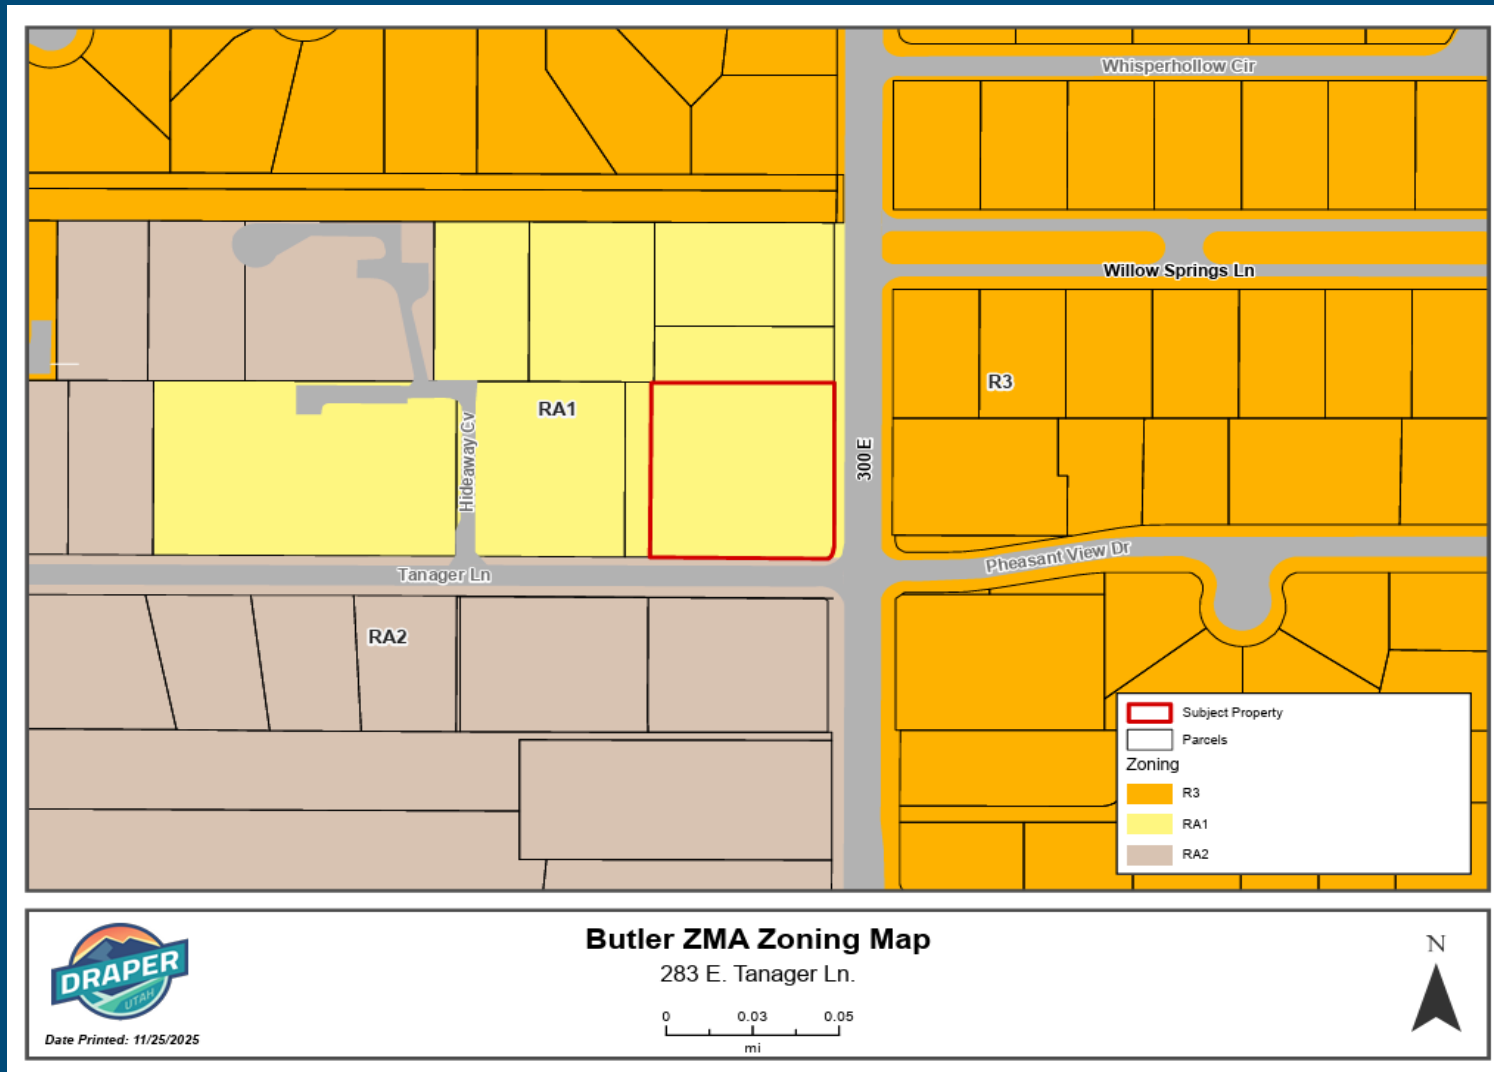 Whisperhollow Cir
Willow Springs Ln
R3
RA1
Hideaway Cv
300 E
Pheasant View Dr
Tanager Ln
RA2
Subject Property
Parcels
Zoning
R3
RA1
RA2
DRAPER
UTAH
Date Printed: 11/25/2025
Butler ZMA Zoning Map
283 E. Tanager Ln.
0 0.03 0.05
mi
N